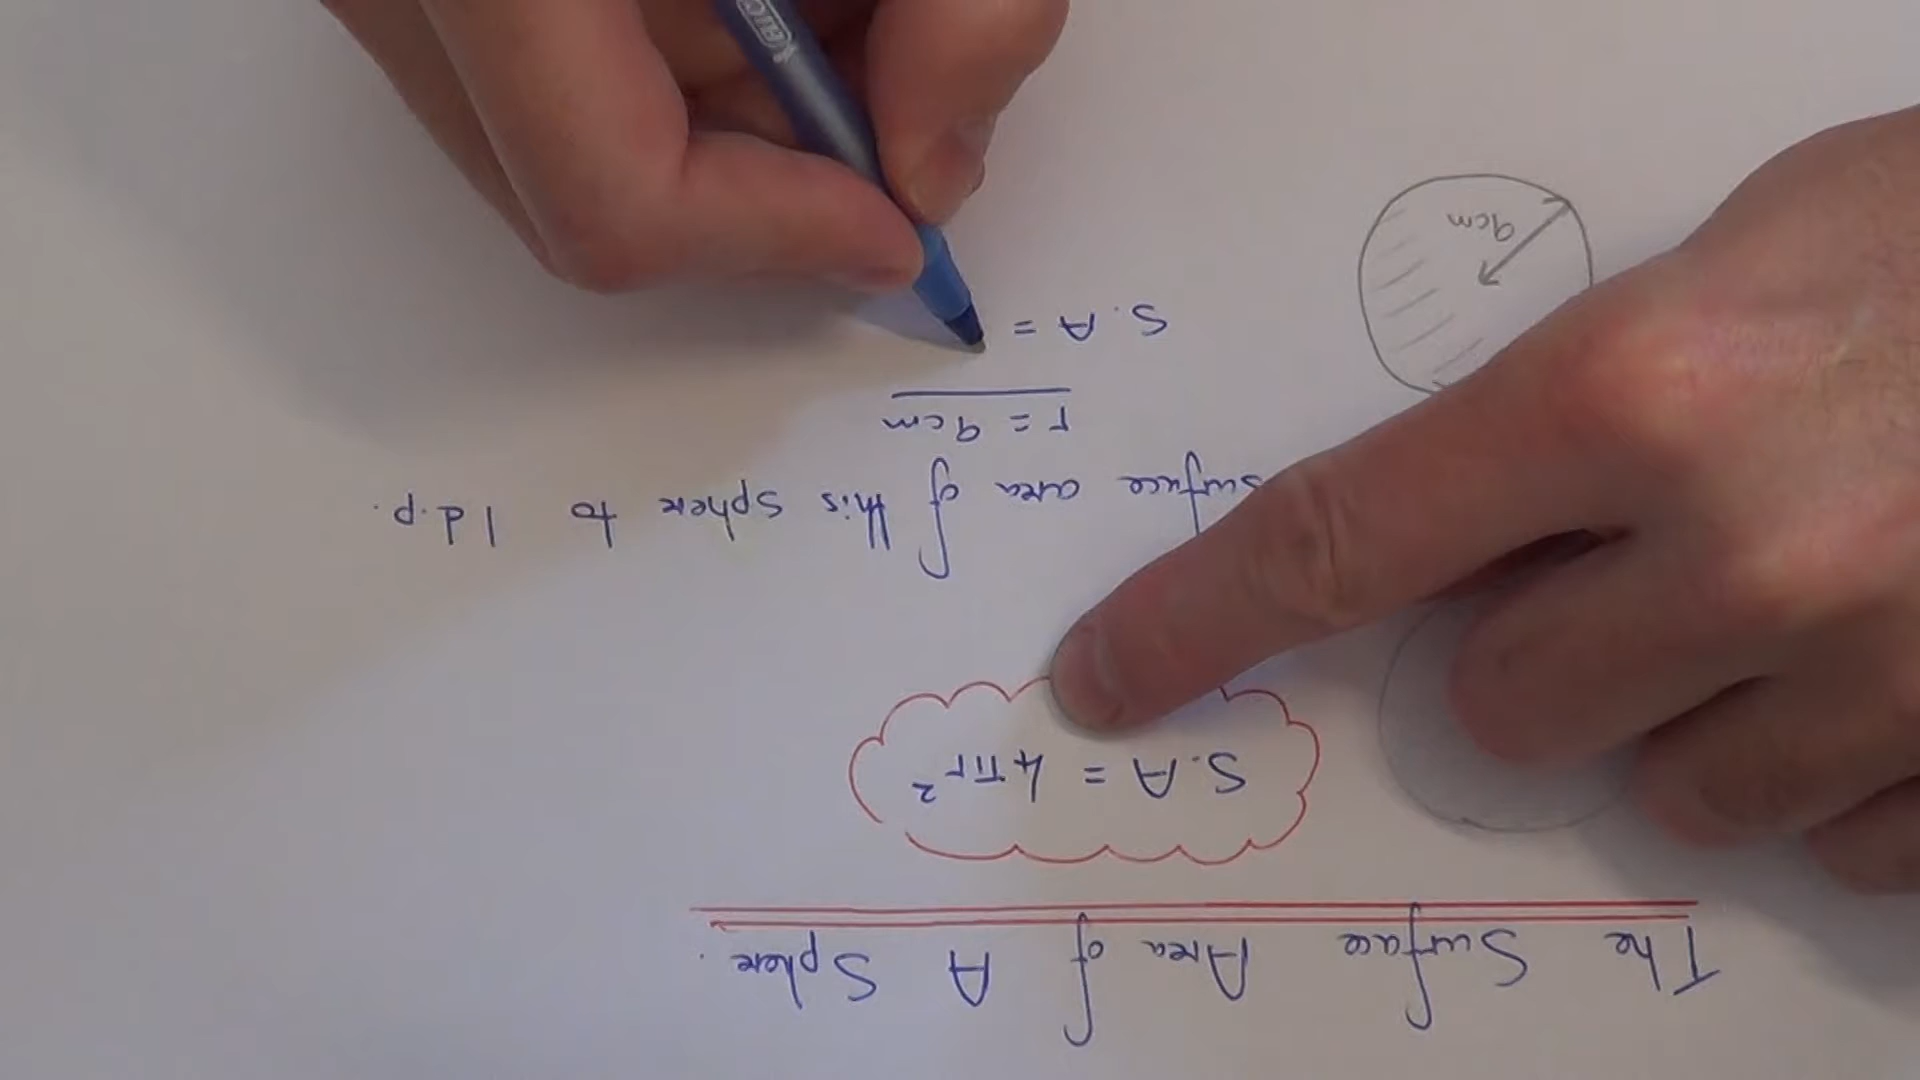 The Surface Area of A Sphere.
S.A = 4πr²
surface area of this sphere to 1d.p.
r = 9cm
S.A =
9cm